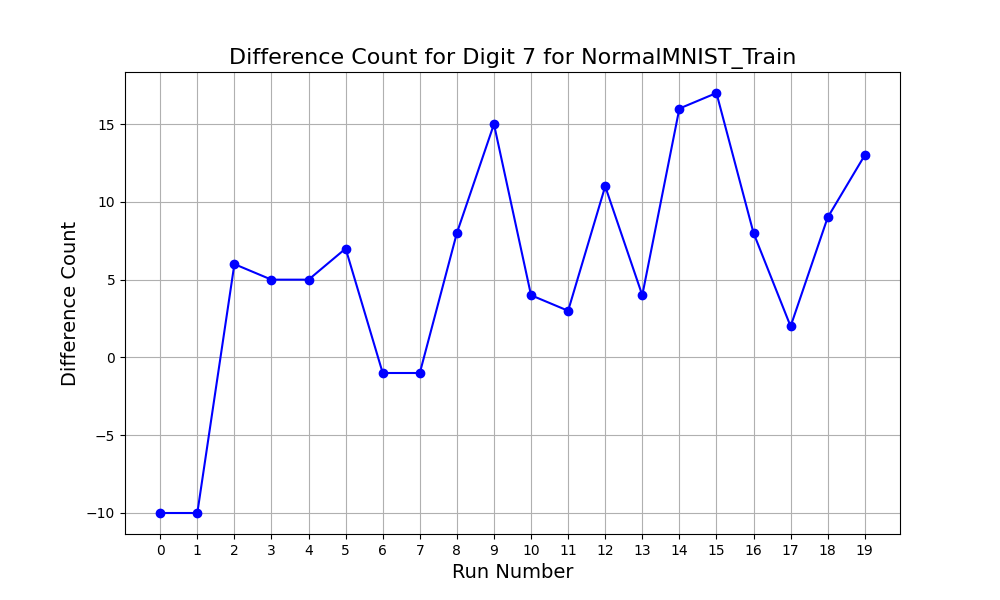 Difference Count for Digit 7 for NormalMNIST_Train
Difference Count
15
10
5
0
−5
−10
0 1 2 3 4 5 6 7 8 9 10 11 12 13 14 15 16 17 18 19
Run Number